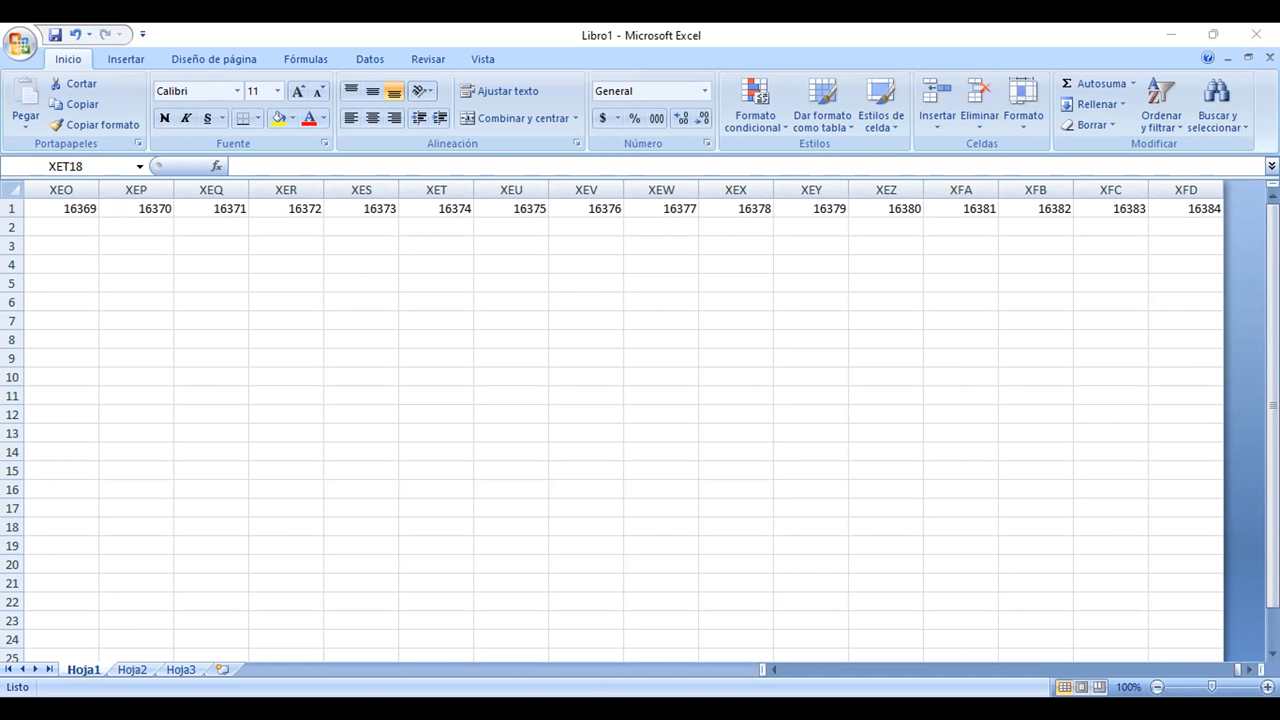 Libro1 - Microsoft Excel
Inicio Insertar Diseño de página Fórmulas Datos Revisar Vista
Pegar
Cortar
Copiar
Copiar formato
Portapapeles
Calibri 11
N K S
Fuente
Ajustar texto
Combinar y centrar
Alineación
General
$ % 000
Número
Formato condicional
Dar formato como tabla
Estilos de celda
Estilos
Insertar Eliminar Formato
Celdas
Autosuma
Rellenar
Borrar
Ordenar y filtrar
Buscar y seleccionar
Modificar
XET18 fx
XEO XEP XEQ XER XES XET XEU XEV XEW XEX XEY XEZ XFA XFB XFC XFD
1 16369 16370 16371 16372 16373 16374 16375 16376 16377 16378 16379 16380 16381 16382 16383 16384
2
3
4
5
6
7
8
9
10
11
12
13
14
15
16
17
18
19
20
21
22
23
24
25
Hoja1 Hoja2 Hoja3
Listo 100%